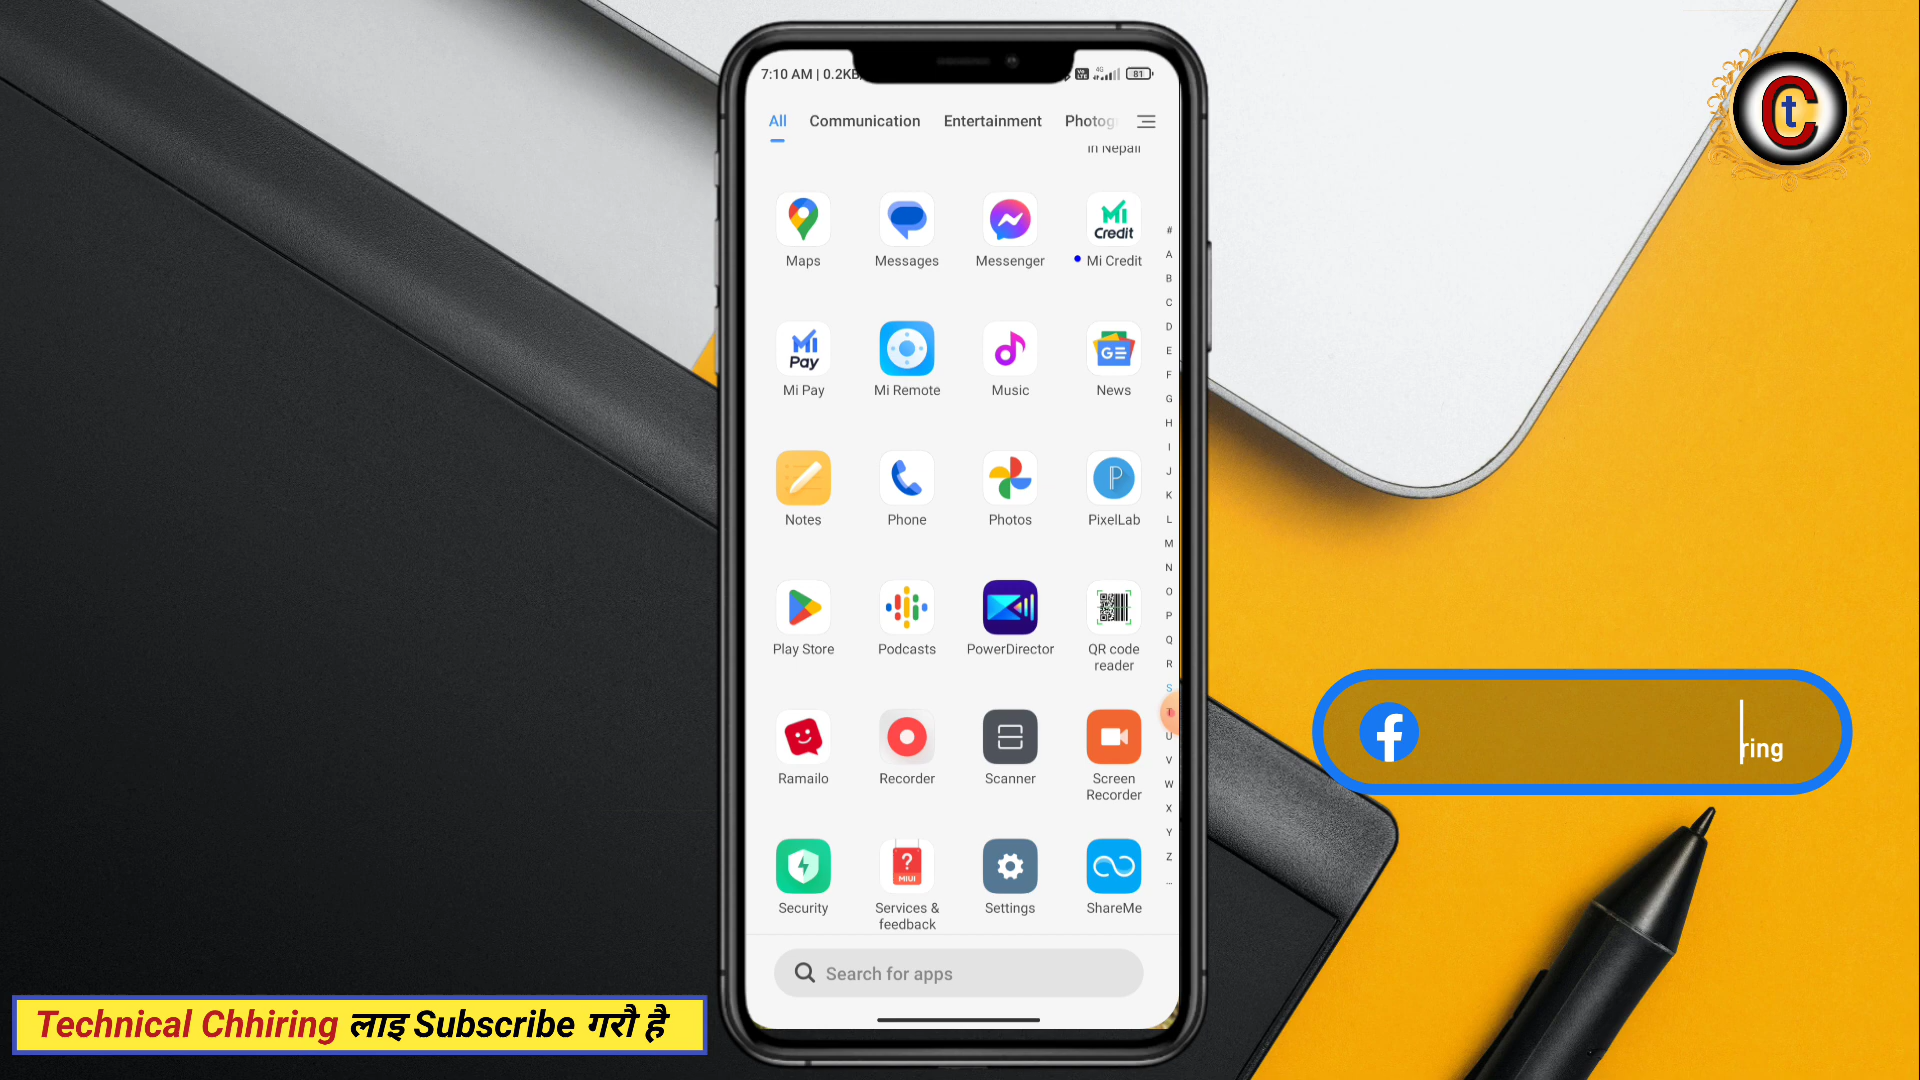 7:10 AM | 0.2KB
4G
81
All Communication Entertainment Photog
in Nepali
Maps Messages Messenger Mi Credit
Mi Pay Mi Remote Music News
Notes Phone Photos PixelLab
Play Store Podcasts PowerDirector QR code reader
Ramailo Recorder Scanner Screen Recorder
Security Services & feedback Settings ShareMe
Search for apps
#
A
B
C
D
E
F
G
H
I
J
K
L
M
N
O
P
Q
R
S
T
U
V
W
X
Y
Z
...
ring
Technical Chhiring लाइ Subscribe गरौ है